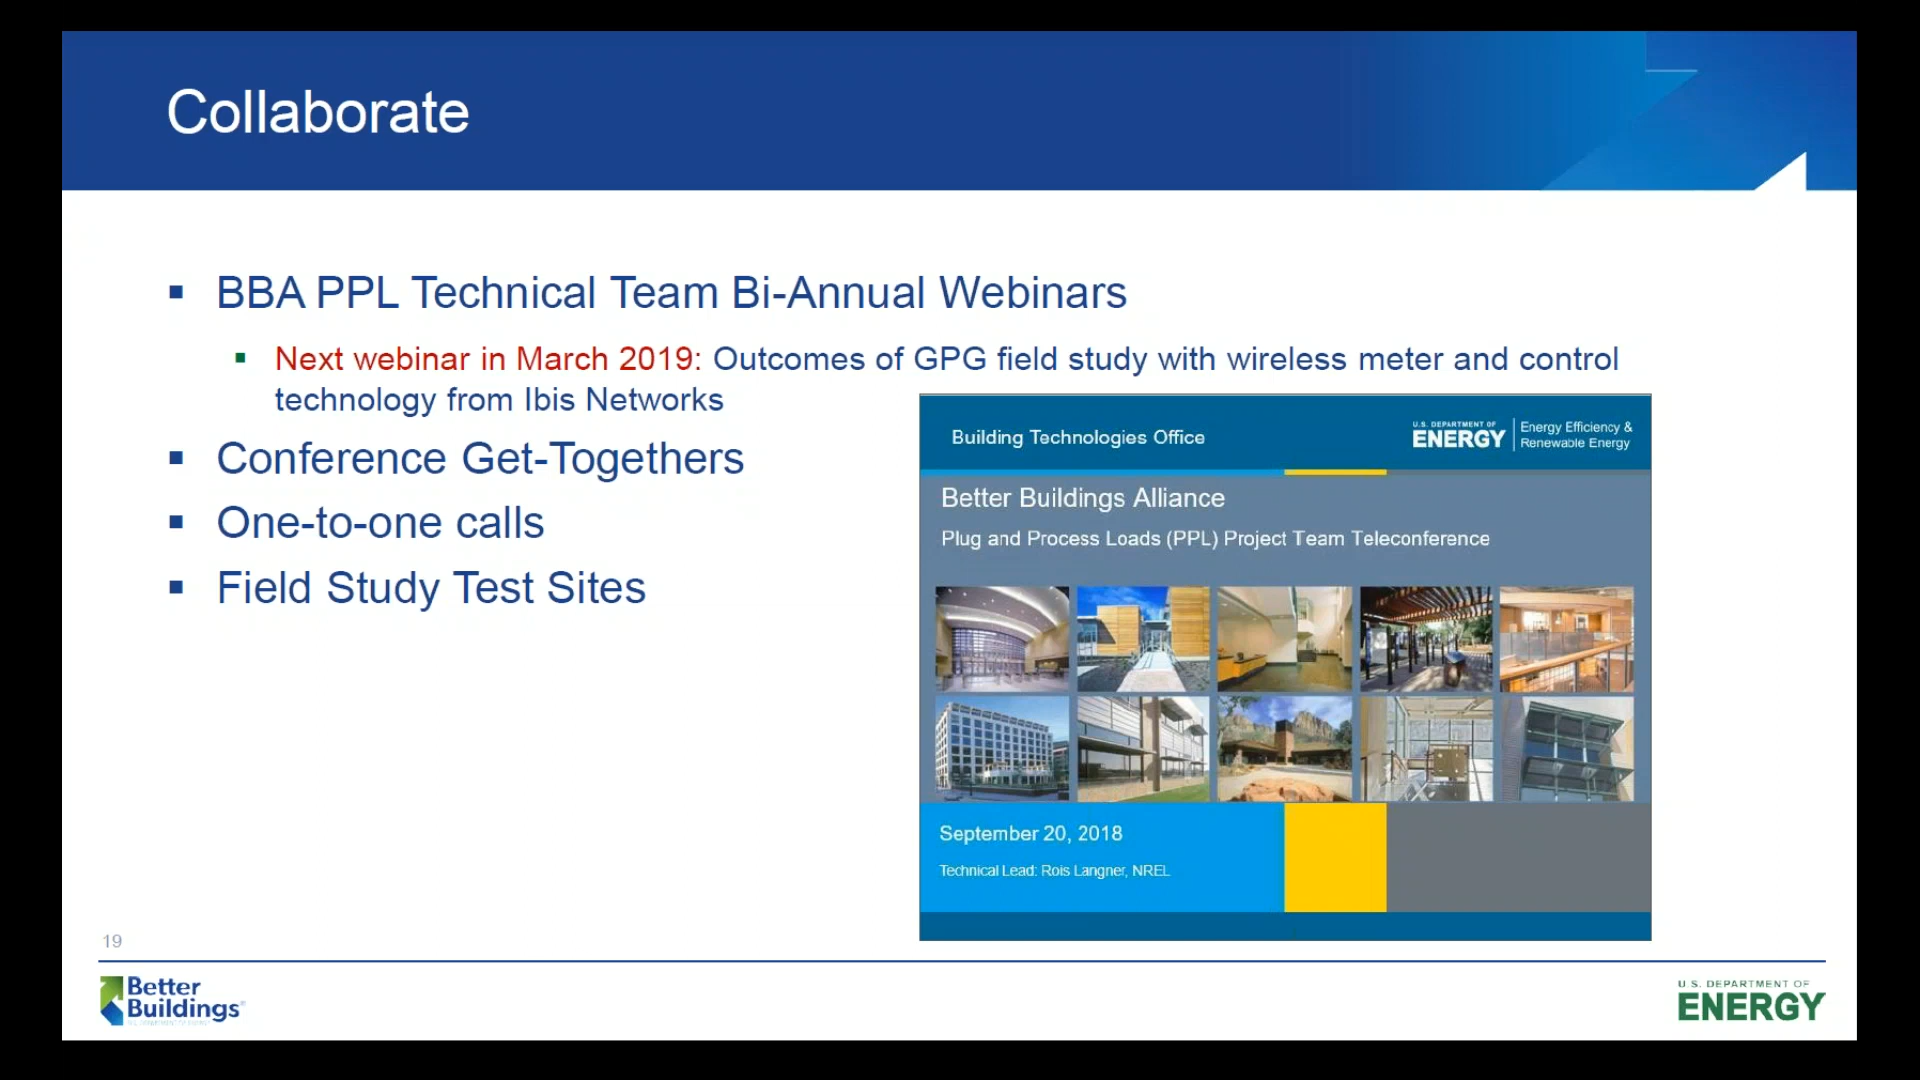 Collaborate
BBA PPL Technical Team Bi-Annual Webinars
Next webinar in March 2019: Outcomes of GPG field study with wireless meter and control
technology from Ibis Networks
Conference Get-Togethers
One-to-one calls
Field Study Test Sites
Building Technologies Office
U.S. DEPARTMENT OF
ENERGY
Energy Efficiency &
Renewable Energy
Better Buildings Alliance
Plug and Process Loads (PPL) Project Team Teleconference
September 20, 2018
Technical Lead: Rois Langner, NREL
19
Better
Buildings®
U.S. DEPARTMENT OF
ENERGY